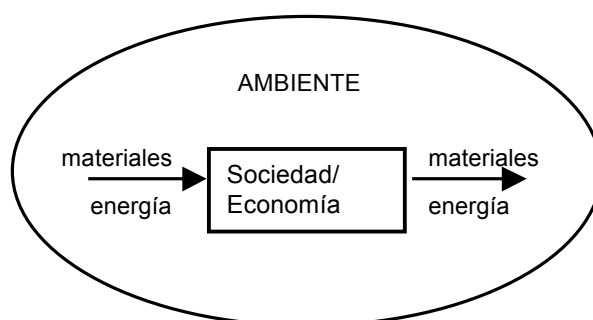 AMBIENTE
materiales
energía
Sociedad/
Economía
materiales
energía